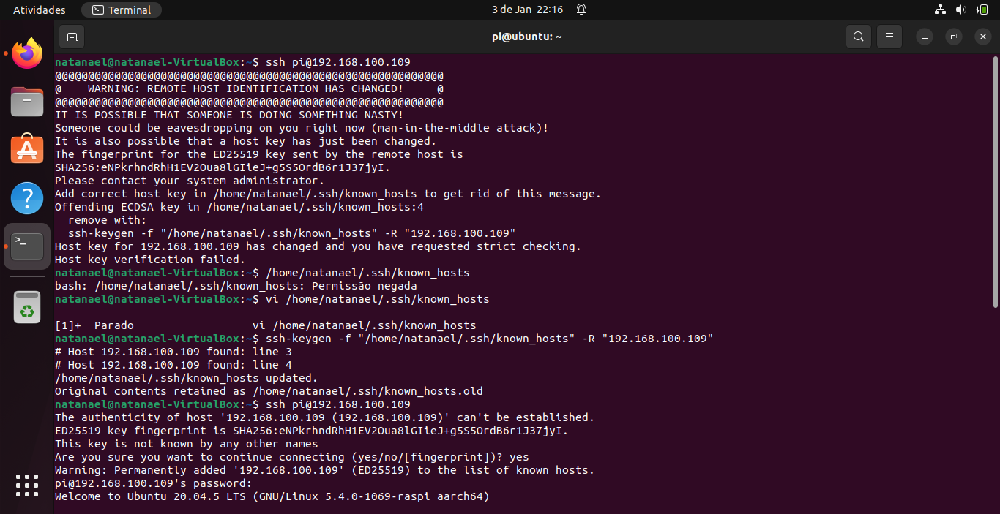 Atividades
Terminal
3 de Jan 22:16
pi@ubuntu: ~
natanael@natanael-VirtualBox:~$ ssh pi@192.168.100.109
@@@@@@@@@@@@@@@@@@@@@@@@@@@@@@@@@@@@@@@@@@@@@@@@@@@@@@@@@@@
@    WARNING: REMOTE HOST IDENTIFICATION HAS CHANGED!     @
@@@@@@@@@@@@@@@@@@@@@@@@@@@@@@@@@@@@@@@@@@@@@@@@@@@@@@@@@@@
IT IS POSSIBLE THAT SOMEONE IS DOING SOMETHING NASTY!
Someone could be eavesdropping on you right now (man-in-the-middle attack)!
It is also possible that a host key has just been changed.
The fingerprint for the ED25519 key sent by the remote host is
SHA256:eNPkrhndRhH1EV2Oua8lGIieJ+g5S5OrdB6r1J37jyI.
Please contact your system administrator.
Add correct host key in /home/natanael/.ssh/known_hosts to get rid of this message.
Offending ECDSA key in /home/natanael/.ssh/known_hosts:4
  remove with:
  ssh-keygen -f "/home/natanael/.ssh/known_hosts" -R "192.168.100.109"
Host key for 192.168.100.109 has changed and you have requested strict checking.
Host key verification failed.
natanael@natanael-VirtualBox:~$ /home/natanael/.ssh/known_hosts
bash: /home/natanael/.ssh/known_hosts: Permissão negada
natanael@natanael-VirtualBox:~$ vi /home/natanael/.ssh/known_hosts
[1]+  Parado                  vi /home/natanael/.ssh/known_hosts
natanael@natanael-VirtualBox:~$ ssh-keygen -f "/home/natanael/.ssh/known_hosts" -R "192.168.100.109"
# Host 192.168.100.109 found: line 3
# Host 192.168.100.109 found: line 4
/home/natanael/.ssh/known_hosts updated.
Original contents retained as /home/natanael/.ssh/known_hosts.old
natanael@natanael-VirtualBox:~$ ssh pi@192.168.100.109
The authenticity of host '192.168.100.109 (192.168.100.109)' can't be established.
ED25519 key fingerprint is SHA256:eNPkrhndRhH1EV2Oua8lGIieJ+g5S5OrdB6r1J37jyI.
This key is not known by any other names
Are you sure you want to continue connecting (yes/no/[fingerprint])? yes
Warning: Permanently added '192.168.100.109' (ED25519) to the list of known hosts.
pi@192.168.100.109's password:
Welcome to Ubuntu 20.04.5 LTS (GNU/Linux 5.4.0-1069-raspi aarch64)